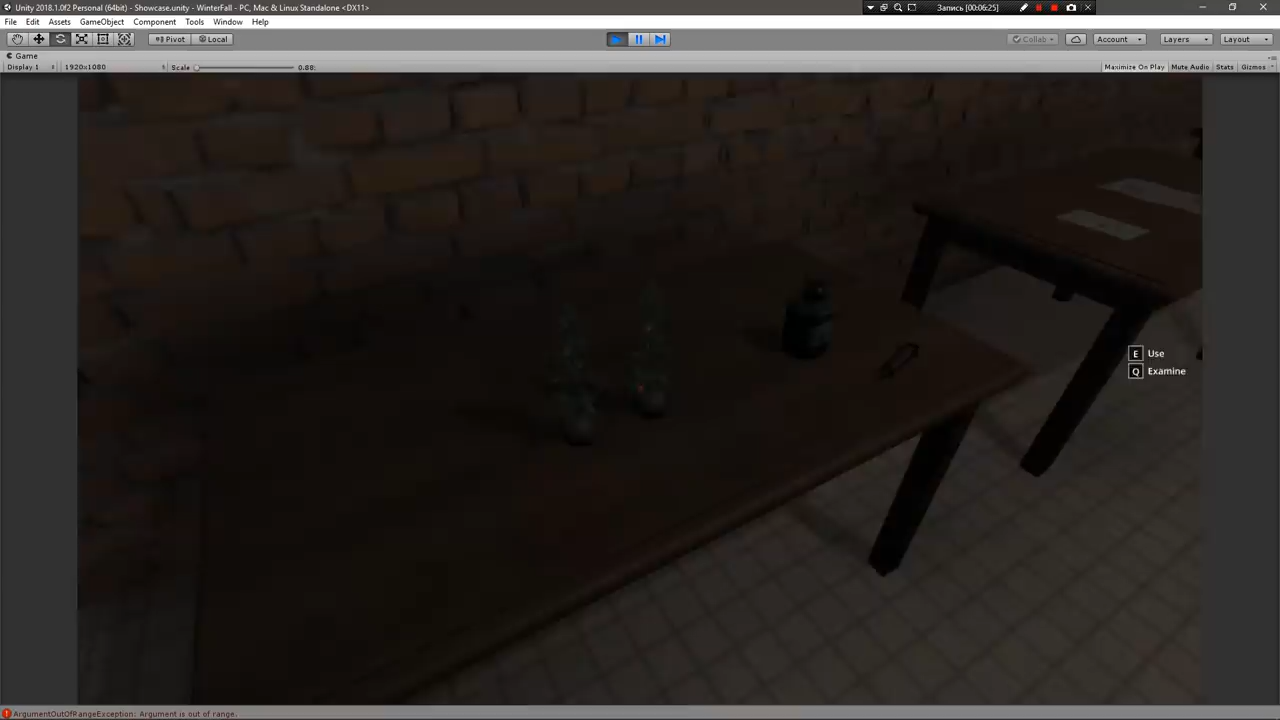 Unity 2018.1.0f2 Personal (64bit) - Showcase.unity - WinterFall - PC, Mac & Linux Standalone <DX11>
Запись [00:06:25]
File Edit Assets GameObject Component Tools Window Help
Pivot Local Collab Account Layers Layout
Game
Display 1 1920x1080 Scale 0.88: Maximize On Play Mute Audio Stats Gizmos
E Use
Q Examine
ArgumentOutOfRangeException: Argument is out of range.